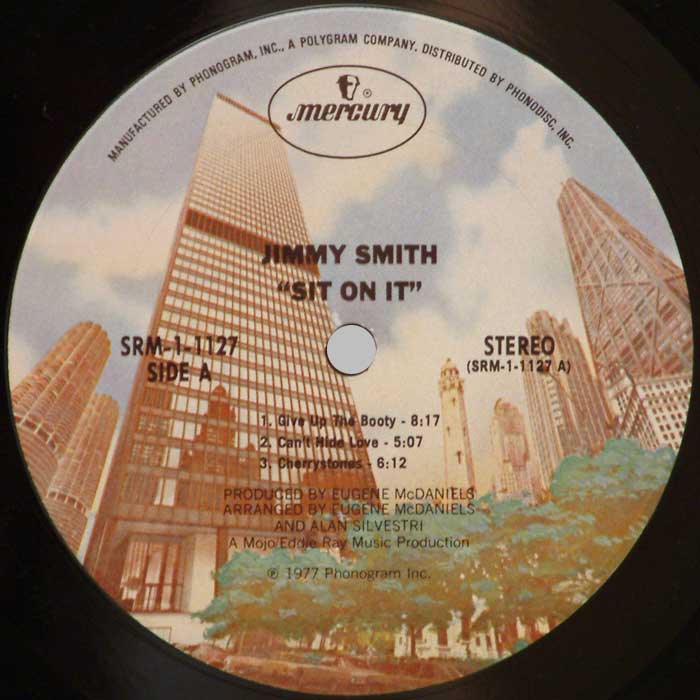 MANUFACTURED BY PHONOGRAM, INC., A POLYGRAM COMPANY. DISTRIBUTED BY PHONODISC, INC.
®
mercury
JIMMY SMITH
"SIT ON IT"
SRM-1-1127
SIDE A
STEREO
(SRM-1-1127 A)
1. Give Up The Booty - 8:17
2. Can't Hide Love - 5:07
3. Cherrystones - 6:12
PRODUCED BY EUGENE McDANIELS
ARRANGED BY EUGENE McDANIELS
AND ALAN SILVESTRI
A Mojo/Eddie Ray Music Production
℗ 1977 Phonogram Inc.